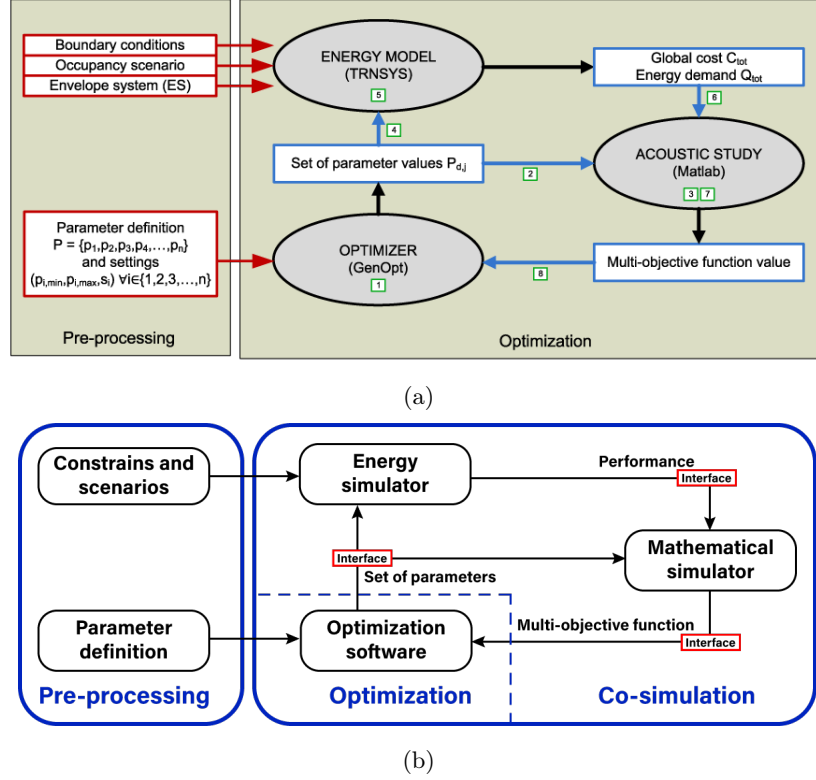 Boundary conditions
Occupancy scenario
Envelope system (ES)
ENERGY MODEL
(TRNSYS)
5
Global cost Ctot
Energy demand Qtot
6
4
Set of parameter values Pd,j
2
ACOUSTIC STUDY
(Matlab)
3 7
Parameter definition
P = {p1,p2,p3,p4,…,pn}
and settings
(pi,min,pi,max,si) ∀i∈{1,2,3,…,n}
OPTIMIZER
(GenOpt)
1
8
Multi-objective function value
Pre-processing
Optimization
(a)
Constrains and
scenarios
Energy
simulator
Performance
Interface
Interface
Set of parameters
Mathematical
simulator
Parameter
definition
Optimization
software
Multi-objective function
Interface
Pre-processing
Optimization
Co-simulation
(b)